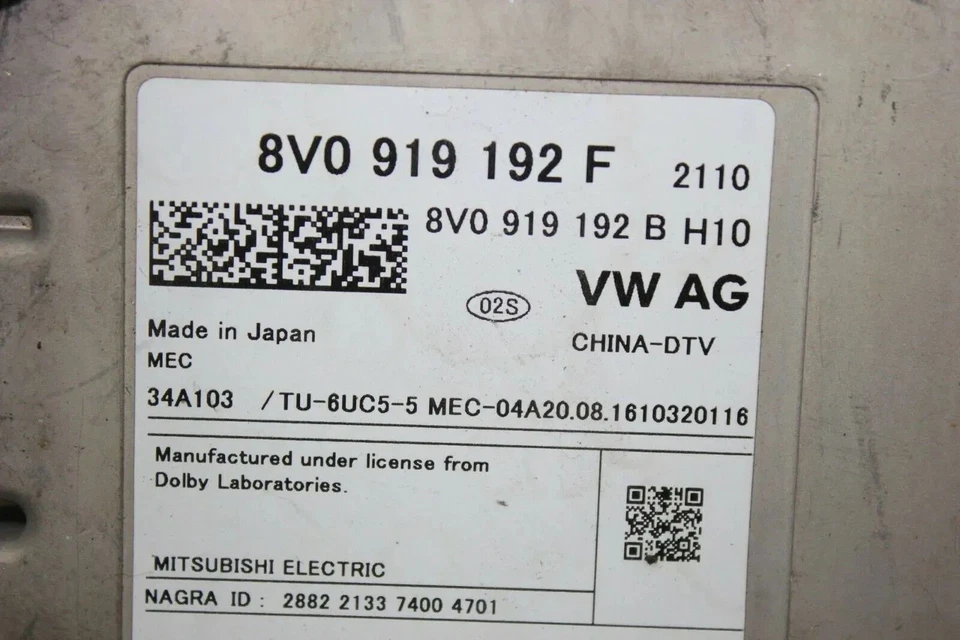 8V0 919 192 F 2110
8V0 919 192 B H10
02S
VW AG
Made in Japan
CHINA-DTV
MEC
34A103 /TU-6UC5-5 MEC-04A20.08.1610320116
Manufactured under license from
Dolby Laboratories.
MITSUBISHI ELECTRIC
NAGRA ID : 2882 2133 7400 4701